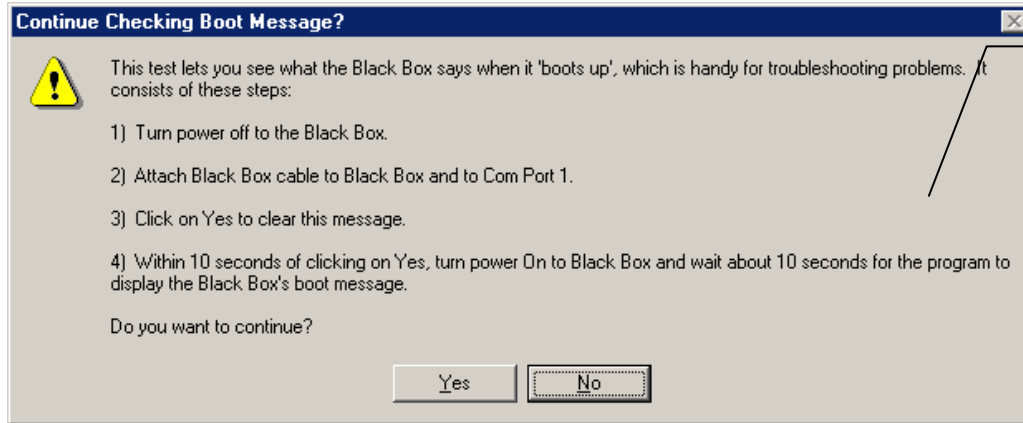 Continue Checking Boot Message?
This test lets you see what the Black Box says when it 'boots up', which is handy for troubleshooting problems.  It
consists of these steps:
1)  Turn power off to the Black Box.
2)  Attach Black Box cable to Black Box and to Com Port 1.
3)  Click on Yes to clear this message.
4)  Within 10 seconds of clicking on Yes, turn power On to Black Box and wait about 10 seconds for the program to
display the Black Box's boot message.
Do you want to continue?
Yes No